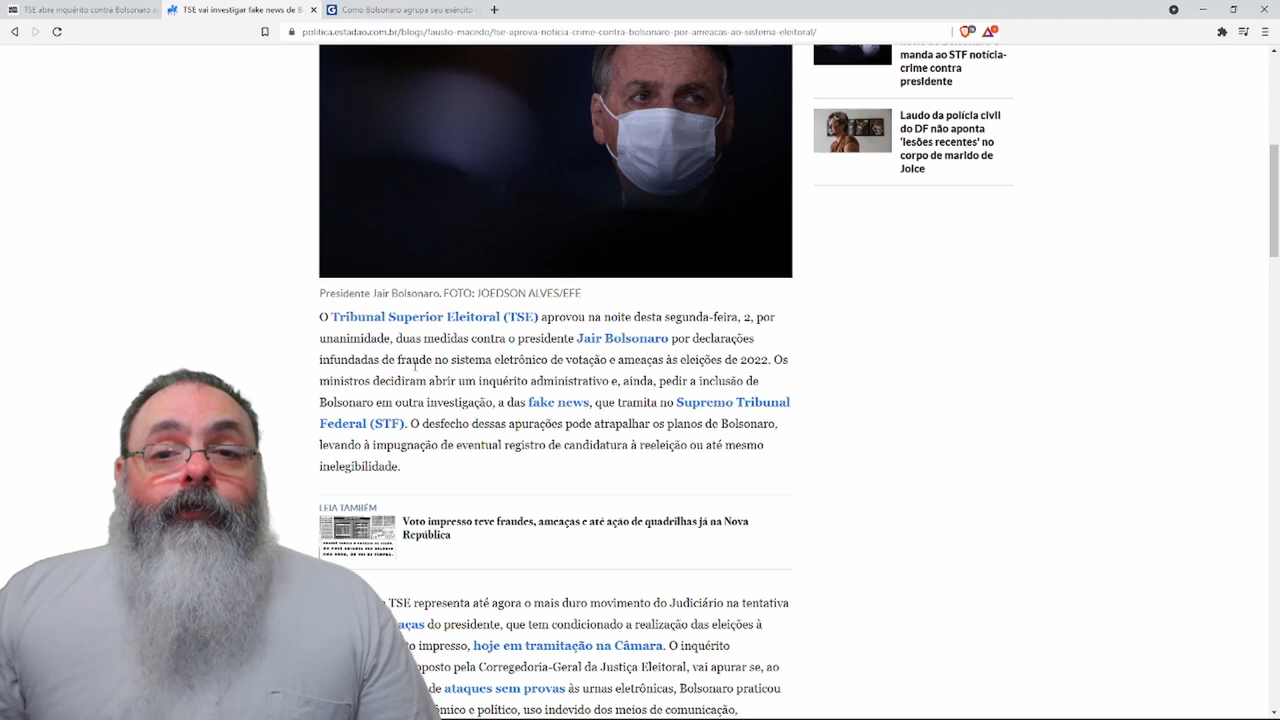 TSE abre inquérito contra Bolsonaro a
TSE vai investigar fake news de B
Como Bolsonaro agrupa seu exército
politica.estadao.com.br/blogs/fausto-macedo/tse-aprova-noticia-crime-contra-bolsonaro-por-ameacas-ao-sistema-eleitoral/
manda ao STF notícia-
crime contra
presidente
Laudo da polícia civil
do DF não aponta
'lesões recentes' no
corpo de marido de
Joice
Presidente Jair Bolsonaro. FOTO: JOEDSON ALVES/EFE
O Tribunal Superior Eleitoral (TSE) aprovou na noite desta segunda-feira, 2, por
unanimidade, duas medidas contra o presidente Jair Bolsonaro por declarações
infundadas de fraude no sistema eletrônico de votação e ameaças às eleições de 2022. Os
ministros decidiram abrir um inquérito administrativo e, ainda, pedir a inclusão de
Bolsonaro em outra investigação, a das fake news, que tramita no Supremo Tribunal
Federal (STF). O desfecho dessas apurações pode atrapalhar os planos de Bolsonaro,
levando à impugnação de eventual registro de candidatura à reeleição ou até mesmo
inelegibilidade.
LEIA TAMBÉM
Voto impresso teve fraudes, ameaças e até ação de quadrilhas já na Nova
República
TSE representa até agora o mais duro movimento do Judiciário na tentativa
aças do presidente, que tem condicionado a realização das eleições à
to impresso, hoje em tramitação na Câmara. O inquérito
oposto pela Corregedoria-Geral da Justiça Eleitoral, vai apurar se, ao
de ataques sem provas às urnas eletrônicas, Bolsonaro praticou
ômico e político, uso indevido dos meios de comunicação,